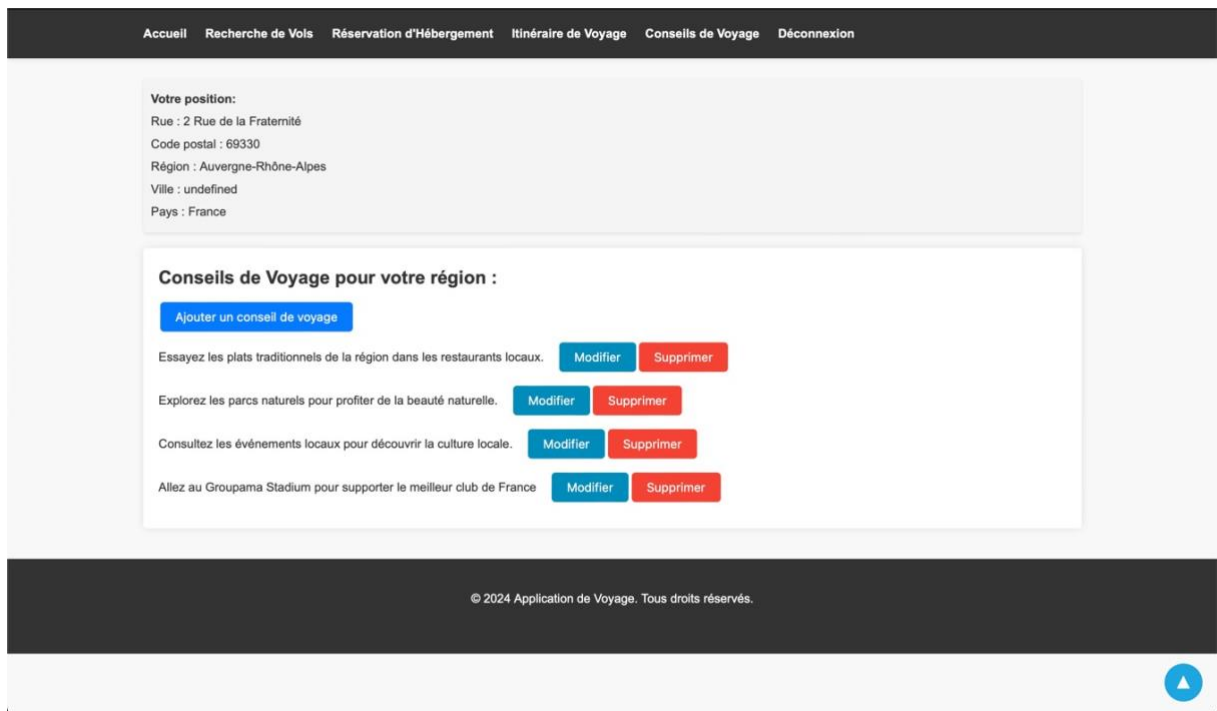 Accueil Recherche de Vols Réservation d'Hébergement Itinéraire de Voyage Conseils de Voyage Déconnexion
Votre position:
Rue : 2 Rue de la Fraternité
Code postal : 69330
Région : Auvergne-Rhône-Alpes
Ville : undefined
Pays : France
Conseils de Voyage pour votre région :
Ajouter un conseil de voyage
Essayez les plats traditionnels de la région dans les restaurants locaux. Modifier Supprimer
Explorez les parcs naturels pour profiter de la beauté naturelle. Modifier Supprimer
Consultez les événements locaux pour découvrir la culture locale. Modifier Supprimer
Allez au Groupama Stadium pour supporter le meilleur club de France Modifier Supprimer
© 2024 Application de Voyage. Tous droits réservés.